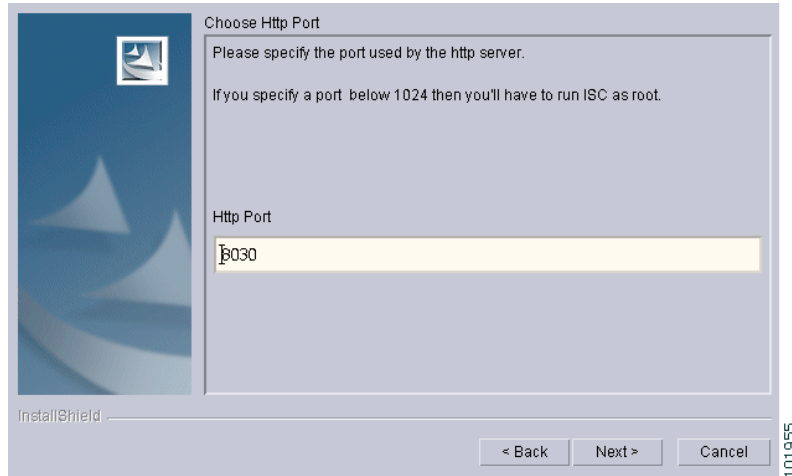 Choose Http Port
Please specify the port used by the http server.
If you specify a port below 1024 then you'll have to run ISC as root.
Http Port
8030
InstallShield
< Back
Next >
Cancel
101955